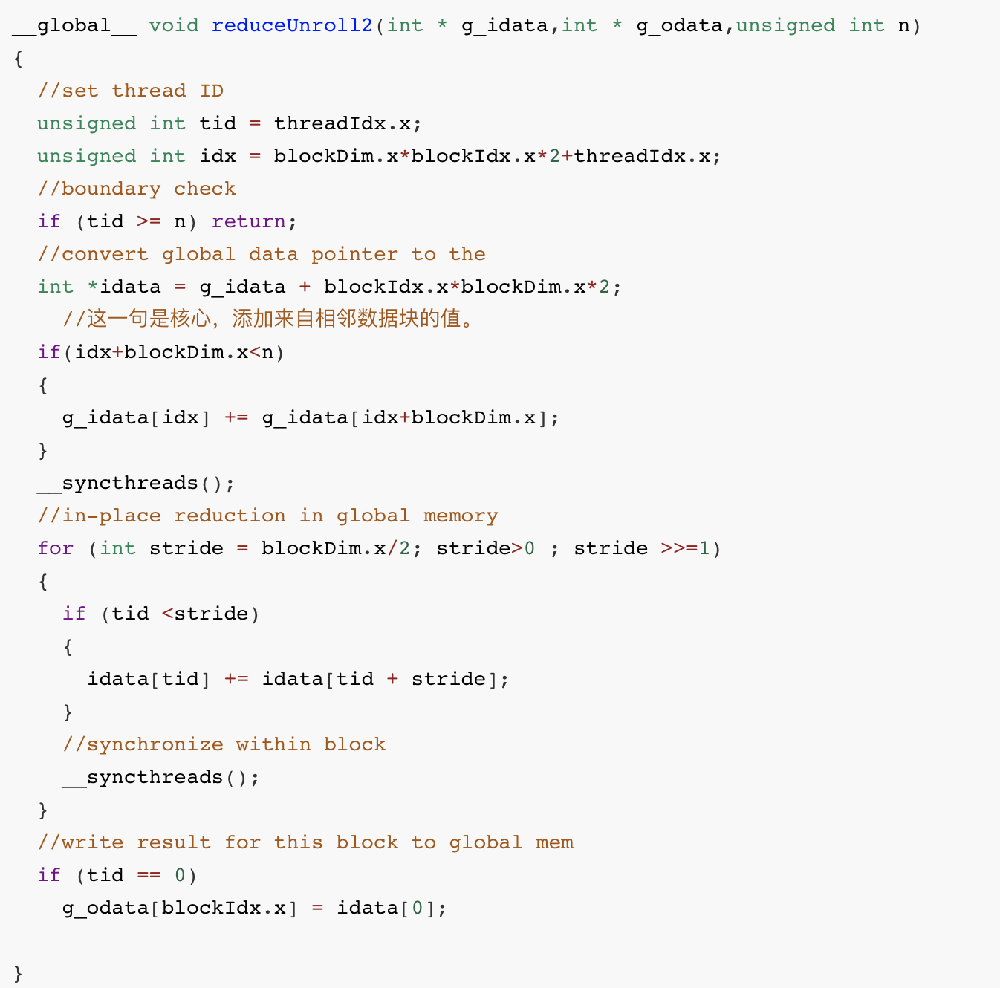 __global__ void reduceUnroll2(int * g_idata,int * g_odata,unsigned int n)
{
  //set thread ID
  unsigned int tid = threadIdx.x;
  unsigned int idx = blockDim.x*blockIdx.x*2+threadIdx.x;
  //boundary check
  if (tid >= n) return;
  //convert global data pointer to the
  int *idata = g_idata + blockIdx.x*blockDim.x*2;
    //这一句是核心，添加来自相邻数据块的值。
  if(idx+blockDim.x<n)
  {
    g_idata[idx] += g_idata[idx+blockDim.x];
  }
  __syncthreads();
  //in-place reduction in global memory
  for (int stride = blockDim.x/2; stride>0 ; stride >>=1)
  {
    if (tid <stride)
    {
      idata[tid] += idata[tid + stride];
    }
    //synchronize within block
    __syncthreads();
  }
  //write result for this block to global mem
  if (tid == 0)
    g_odata[blockIdx.x] = idata[0];

}